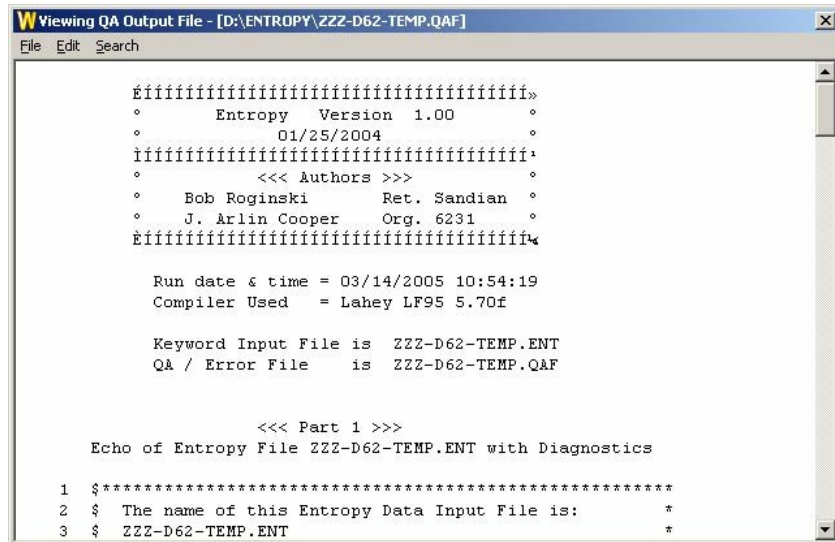 Viewing QA Output File - [D:\ENTROPY\ZZZ-D62-TEMP.QAF]
File Edit Search
ÉÍÍÍÍÍÍÍÍÍÍÍÍÍÍÍÍÍÍÍÍÍÍÍÍÍÍÍÍÍÍÍÍÍÍÍÍÍ»
° Entropy Version 1.00 °
° 01/25/2004 °
ÌÍÍÍÍÍÍÍÍÍÍÍÍÍÍÍÍÍÍÍÍÍÍÍÍÍÍÍÍÍÍÍÍÍÍÍÍÍ¹
° <<< Authors >>> °
° Bob Roginski Ret. Sandian °
° J. Arlin Cooper Org. 6231 °
ÈÍÍÍÍÍÍÍÍÍÍÍÍÍÍÍÍÍÍÍÍÍÍÍÍÍÍÍÍÍÍÍÍÍÍÍÍÍ¼
Run date & time = 03/14/2005 10:54:19
Compiler Used = Lahey LF95 5.70f
Keyword Input File is ZZZ-D62-TEMP.ENT
QA / Error File is ZZZ-D62-TEMP.QAF
<<< Part 1 >>>
Echo of Entropy File ZZZ-D62-TEMP.ENT with Diagnostics
1 $*******************************************************
2 $ The name of this Entropy Data Input File is: *
3 $ ZZZ-D62-TEMP.ENT *